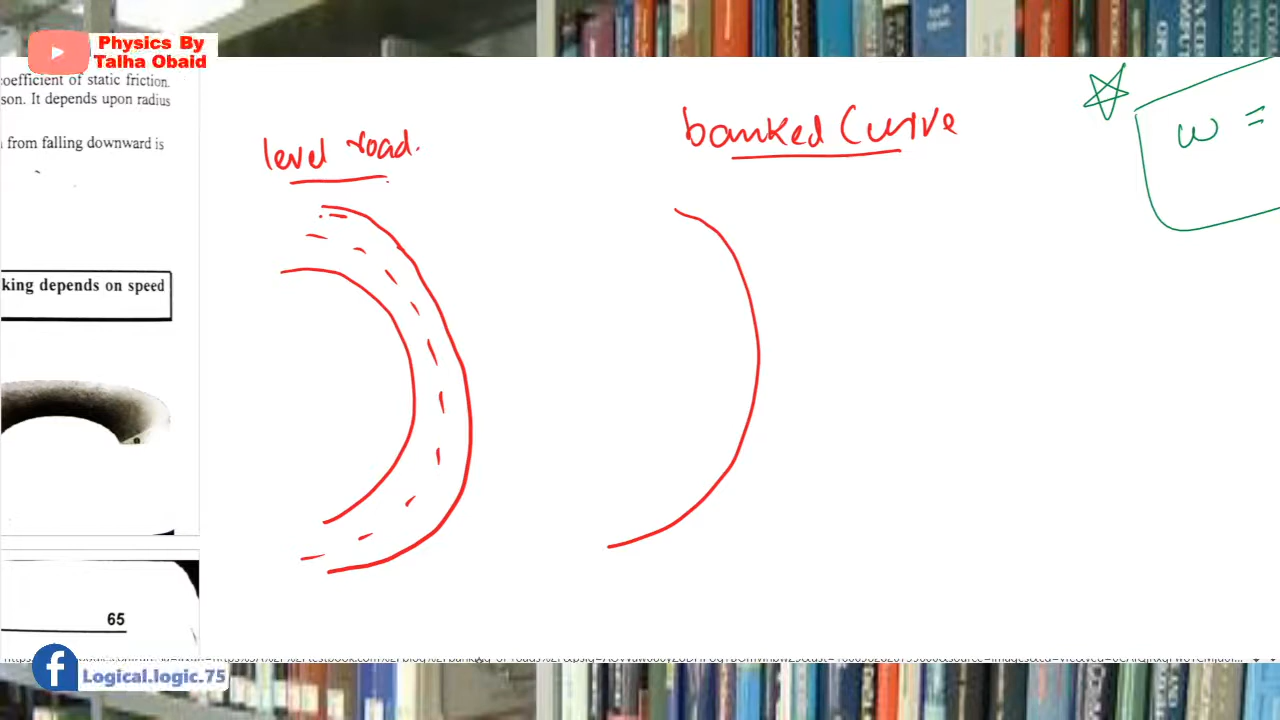 Physics By
Talha Obaid
coefficient of static friction.
son. It depends upon radius
from falling downward is
level road.
banked Curve
ω =
king depends on speed
65
Logical.logic.75